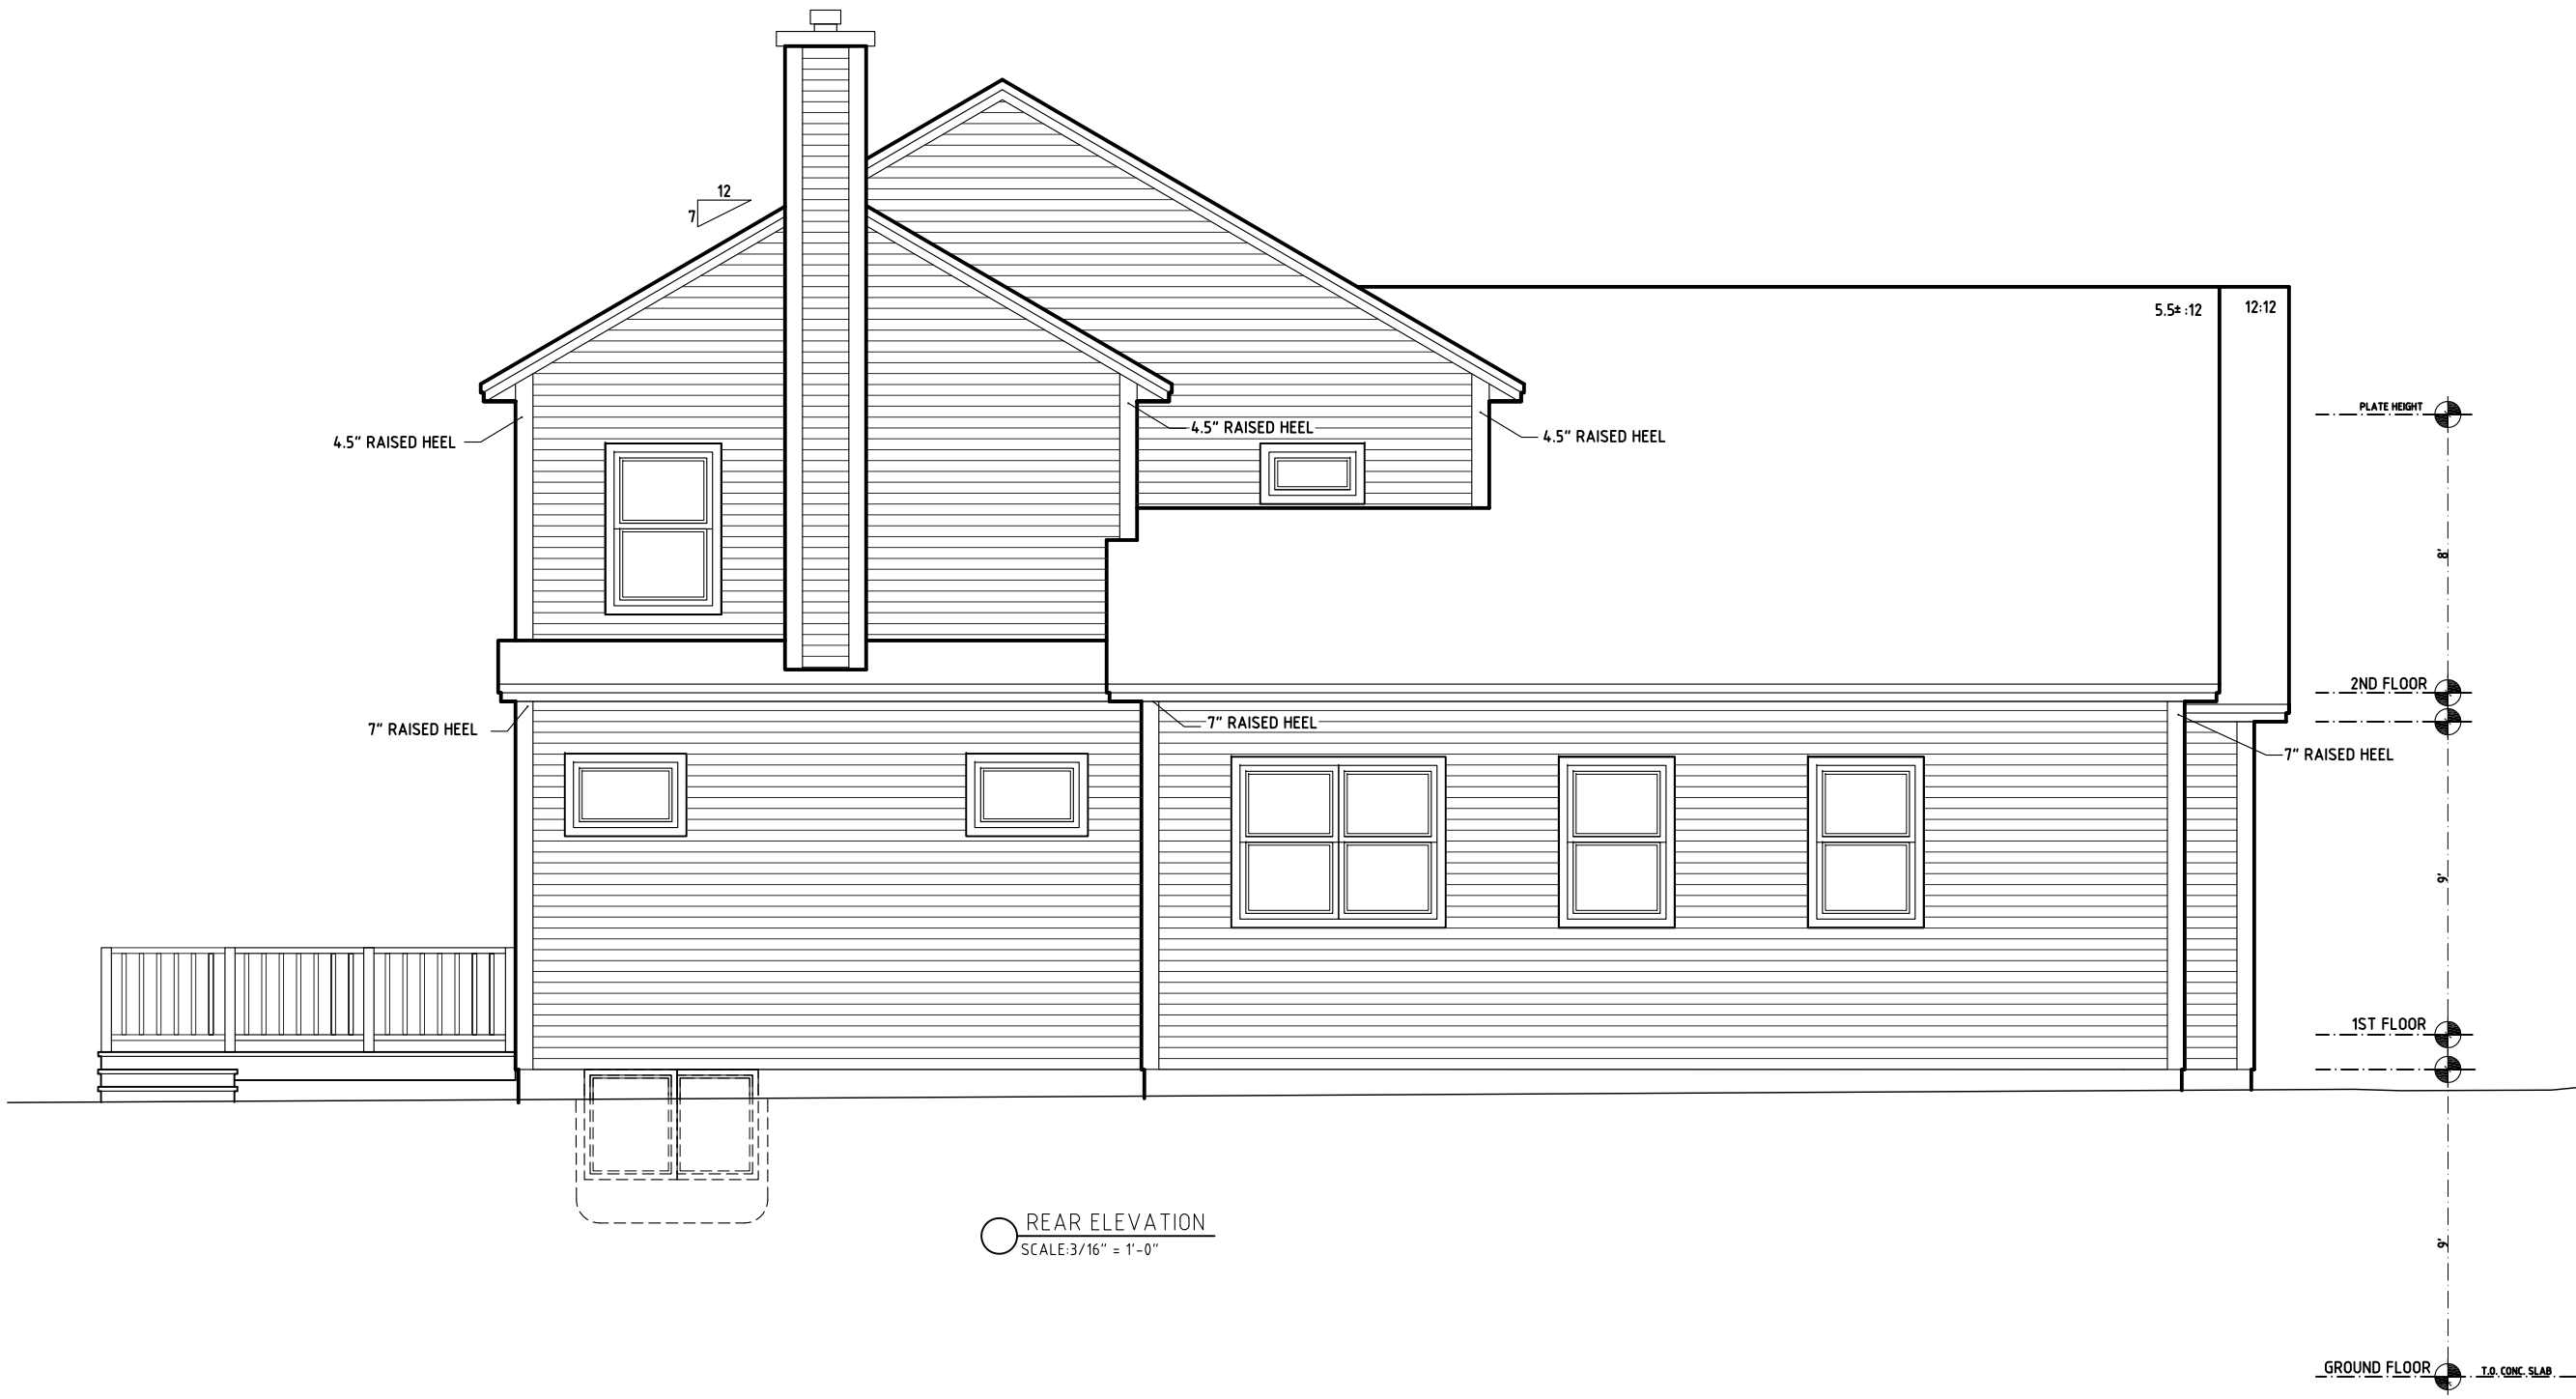 12
7
5.5± :12
12:12
PLATE HEIGHT
4.5" RAISED HEEL
4.5" RAISED HEEL
4.5" RAISED HEEL
8'
2ND FLOOR
7" RAISED HEEL
7" RAISED HEEL
7" RAISED HEEL
9'
1ST FLOOR
REAR ELEVATION
SCALE:3/16" = 1'-0"
9'
GROUND FLOOR
T.O. CONC. SLAB